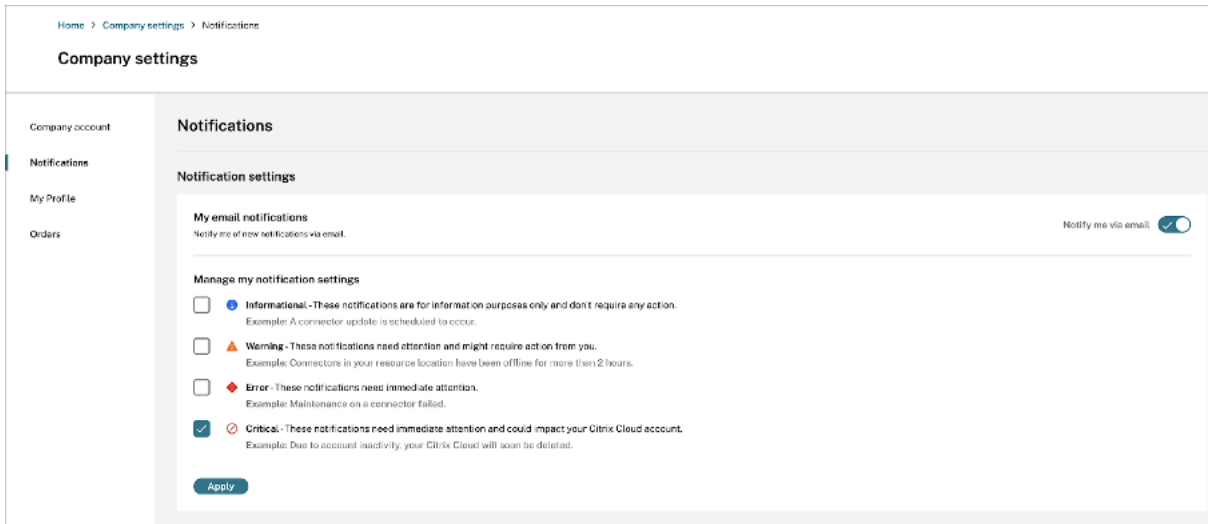 Home > Company settings > Notifications
Company settings
Company account
Notifications
My Profile
Orders
Notifications
Notification settings
My email notifications
Notify me of new notifications via email.
Notify me via email
Manage my notification settings
Informational - These notifications are for information purposes only and don't require any action.
Example: A connector update is scheduled to occur.
Warning - These notifications need attention and might require action from you.
Example: Connectors in your resource location have been offline for more than 2 hours.
Error - These notifications need immediate attention.
Example: Maintenance on a connector failed.
Critical - These notifications need immediate attention and could impact your Citrix Cloud account.
Example: Due to account inactivity, your Citrix Cloud will soon be deleted.
Apply